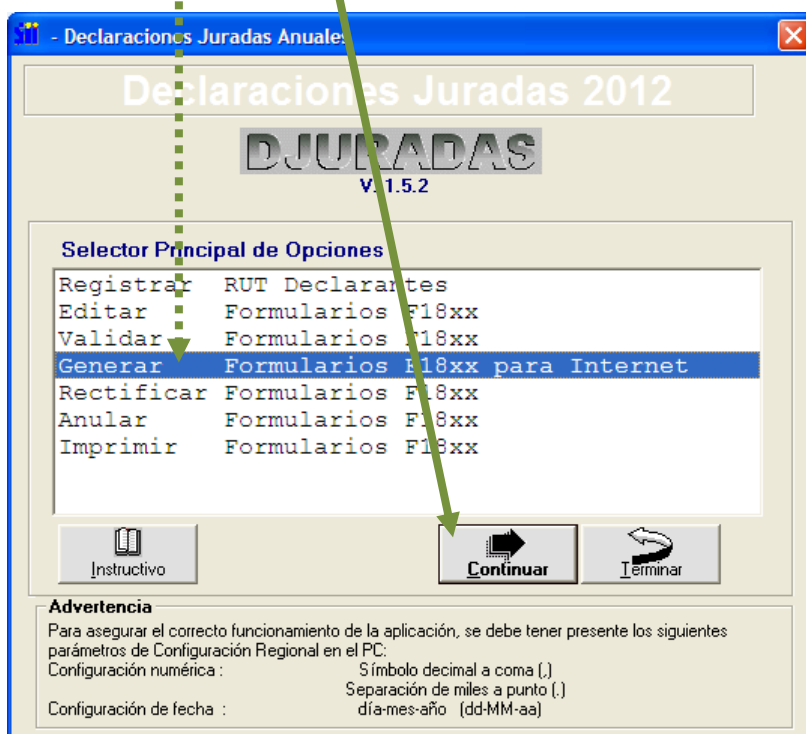 Sii - Declaraciones Juradas Anuales
Declaraciones Juradas 2012
DJURADAS
V. 1.5.2
Selector Principal de Opciones
Registrar RUT Declarantes
Editar Formularios F18xx
Validar Formularios F18xx
Generar Formularios F18xx para Internet
Rectificar Formularios F18xx
Anular Formularios F18xx
Imprimir Formularios F18xx
Instructivo
Continuar
Terminar
Advertencia
Para asegurar el correcto funcionamiento de la aplicación, se debe tener presente los siguientes
parámetros de Configuración Regional en el PC:
Configuración numérica : Símbolo decimal a coma (,)
Separación de miles a punto (.)
Configuración de fecha : día-mes-año (dd-MM-aa)